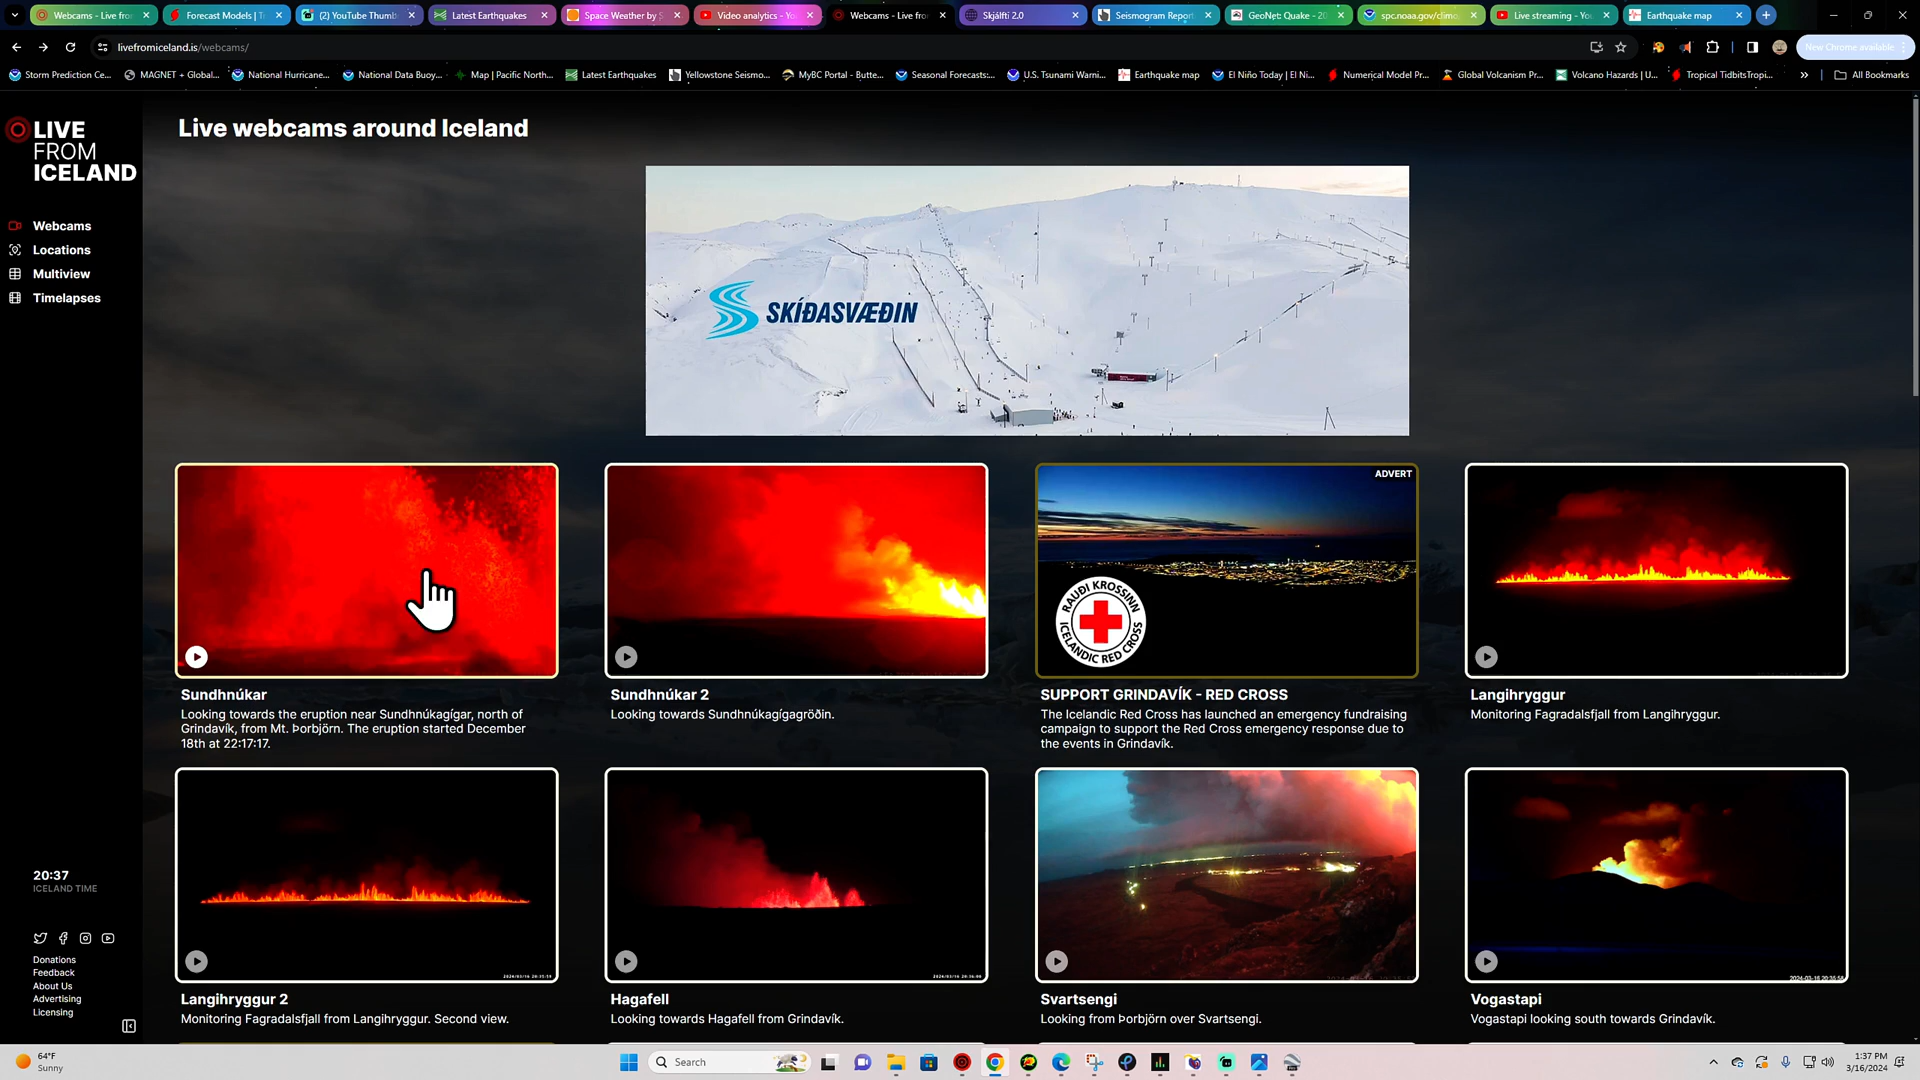 Webcams - Live fro
Forecast Models | T
(2) YouTube Thumb
Latest Earthquakes
Space Weather by S
Video analytics - Yo
Webcams - Live fro
Skjálfti 2.0
Seismogram Report
GeoNet: Quake - 20
spc.noaa.gov/climo
Live streaming - You
Earthquake map
livefromiceland.is/webcams/
New Chrome available
Storm Prediction Ce...
MAGNET + Global...
National Hurricane...
National Data Buoy...
Map | Pacific North...
Latest Earthquakes
Yellowstone Seismo...
MyBC Portal - Butte...
Seasonal Forecasts:...
U.S. Tsunami Warni...
Earthquake map
El Niño Today | El Ni...
Numerical Model Pr...
Global Volcanism Pr...
Volcano Hazards | U...
Tropical TidbitsTropi...
All Bookmarks
LIVE
FROM
ICELAND
Webcams
Locations
Multiview
Timelapses
Live webcams around Iceland
SKÍÐASVÆÐIN
Sundhnúkar
Looking towards the eruption near Sundhnúkagígar, north of
Grindavík, from Mt. Þorbjörn. The eruption started December
18th at 22:17:17.
Sundhnúkar 2
Looking towards Sundhnúkagígagröðin.
ADVERT
RAUÐI KROSSINN
ICELANDIC RED CROSS
SUPPORT GRINDAVÍK - RED CROSS
The Icelandic Red Cross has launched an emergency fundraising
campaign to support the Red Cross emergency response due to
the events in Grindavík.
Langihryggur
Monitoring Fagradalsfjall from Langihryggur.
Langihryggur 2
Monitoring Fagradalsfjall from Langihryggur. Second view.
Hagafell
Looking towards Hagafell from Grindavík.
Svartsengi
Looking from Þorbjörn over Svartsengi.
Vogastapi
Vogastapi looking south towards Grindavík.
20:37
ICELAND TIME
Donations
Feedback
About Us
Advertising
Licensing
64°F
Sunny
Search
1:37 PM
3/16/2024